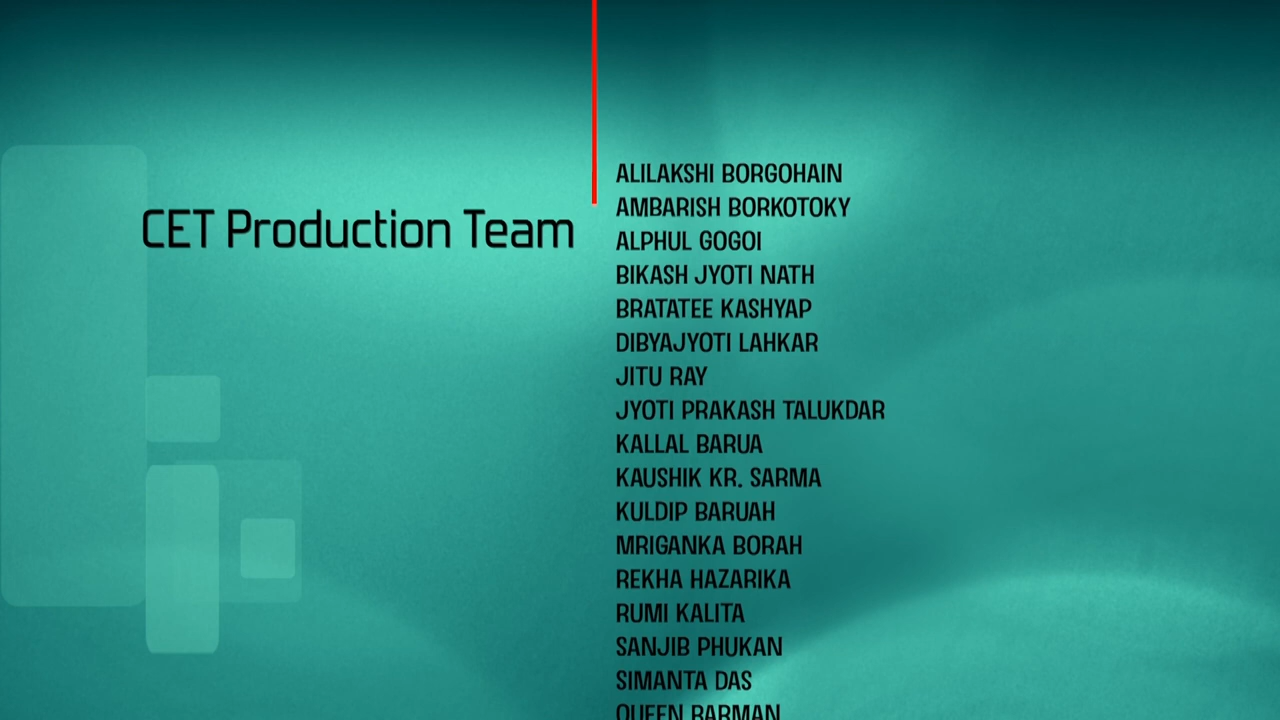 CET Production Team
ALILAKSHI BORGOHAIN
AMBARISH BORKOTOKY
ALPHUL GOGOI
BIKASH JYOTI NATH
BRATATEE KASHYAP
DIBYAJYOTI LAHKAR
JITU RAY
JYOTI PRAKASH TALUKDAR
KALLAL BARUA
KAUSHIK KR. SARMA
KULDIP BARUAH
MRIGANKA BORAH
REKHA HAZARIKA
RUMI KALITA
SANJIB PHUKAN
SIMANTA DAS
QUEEN BARMAN